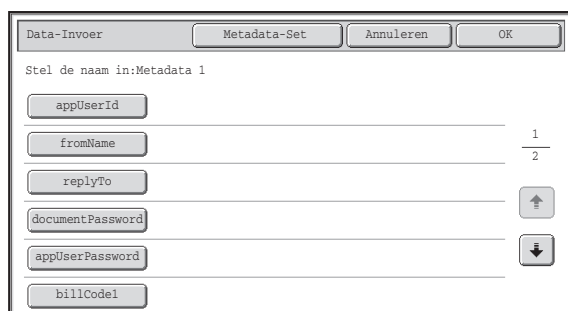 Data-Invoer Metadata-Set Annuleren OK
Stel de naam in:Metadata 1
appUserId
fromName
replyTo
documentPassword
appUserPassword
billCode1
1
2